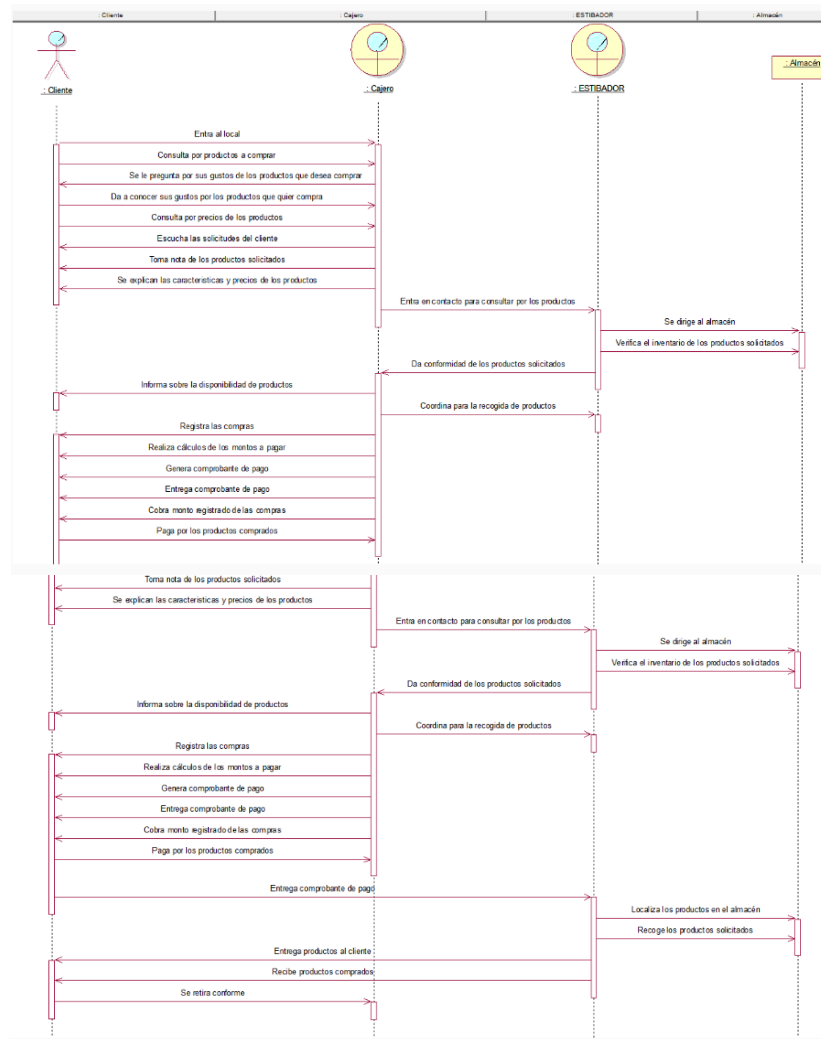 : Cliente
: Cajero
: ESTIBADOR
: Almacén
: Cliente
: Cajero
: ESTIBADOR
: Almacén
Entra al local
Consulta por productos a comprar
Se le pregunta por sus gustos de los productos que desea comprar
Da a conocer sus gustos por los productos que quier compra
Consulta por precios de los productos
Escucha las solicitudes del cliente
Toma nota de los productos solicitados
Se explican las caracteristicas y precios de los productos
Entra en contacto para consultar por los productos
Se dirige al almacén
Verifica el inventario de los productos solicitados
Da conformidad de los productos solicitados
Informa sobre la disponibilidad de productos
Coordina para la recogida de productos
Registra las compras
Realiza cálculos de los montos a pagar
Genera comprobante de pago
Entrega comprobante de pago
Cobra monto registrado de las compras
Paga por los productos comprados
Toma nota de los productos solicitados
Se explican las caracteristicas y precios de los productos
Entra en contacto para consultar por los productos
Se dirige al almacén
Verifica el inventario de los productos solicitados
Da conformidad de los productos solicitados
Informa sobre la disponibilidad de productos
Coordina para la recogida de productos
Registra las compras
Realiza cálculos de los montos a pagar
Genera comprobante de pago
Entrega comprobante de pago
Cobra monto registrado de las compras
Paga por los productos comprados
Entrega comprobante de pago
Localiza los productos en el almacén
Recoge los productos solicitados
Entrega productos al cliente
Recibe productos comprados
Se retira conforme